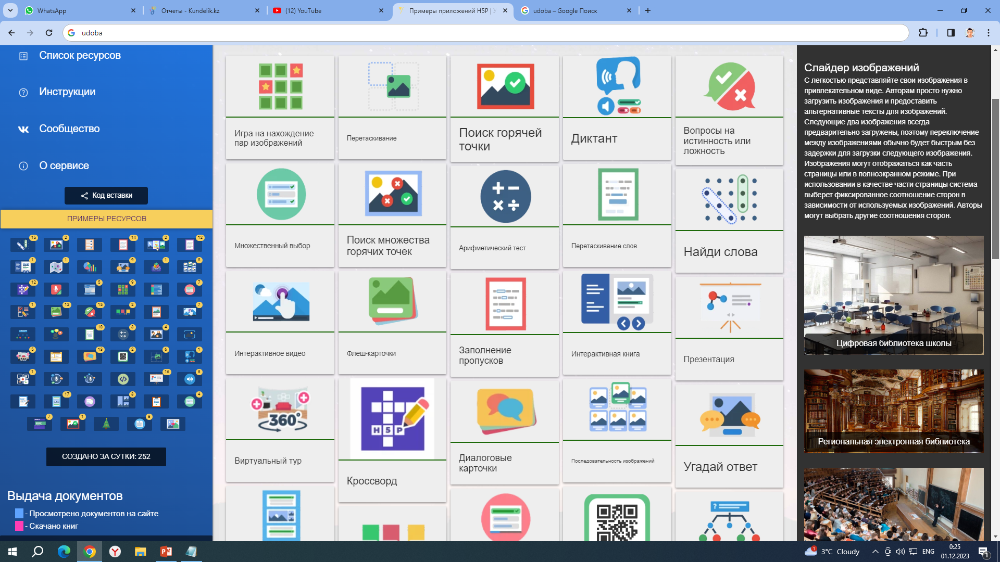 WhatsApp
Отчеты - Kundelik.kz
(12) YouTube
Примеры приложений H5P |
udoba – Google Поиск
udoba
Список ресурсов
Инструкции
Сообщество
О сервисе
Код вставки
ПРИМЕРЫ РЕСУРСОВ
15 2 14 2 12
1 1 9 1 8
12 5 9 7
1 12 15 2 7
18 3 4
5 13 2 6 1
1 16 8
17 3 4
7 1 8
СОЗДАНО ЗА СУТКИ: 252
Выдача документов
- Просмотрено документов на сайте
- Скачано книг
Игра на нахождение
пар изображений
Перетаскивание
Поиск горячей
точки
Диктант
Вопросы на
истинность или
ложность
Множественный выбор
Поиск множества
горячих точек
Арифметический тест
Перетаскивание слов
Найди слова
Интерактивное видео
Флеш-карточки
Заполнение
пропусков
Интерактивная книга
Презентация
360°
Виртуальный тур
H 5 P
Кроссворд
Диалоговые
карточки
Последовательность изображений
Угадай ответ
Слайдер изображений
С легкостью представляйте свои изображения в
привлекательном виде. Авторам просто нужно
загрузить изображения и предоставить
альтернативные тексты для изображений.
Следующие два изображения всегда
предварительно загружены, поэтому переключение
между изображениями обычно будет быстрым без
задержки для загрузки следующего изображения.
Изображения могут отображаться как часть
страницы или в полноэкранном режиме. При
использовании в качестве части страницы система
выберет фиксированное соотношение сторон в
зависимости от используемых изображений. Авторы
могут выбрать другие соотношения сторон.
Цифровая библиотека школы
Региональная электронная библиотека
1
3°C Cloudy
ENG
0:25
01.12.2023
1